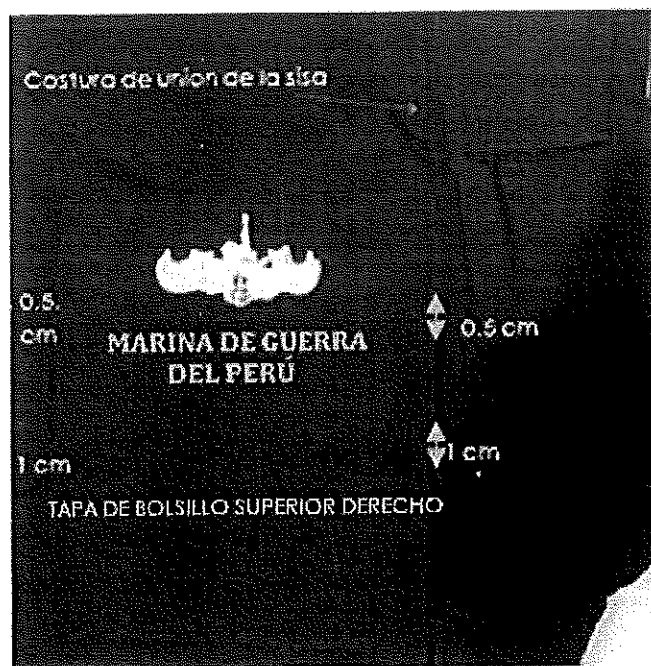 Costura de union de la sisa
0.5.
cm
0.5 cm
MARINA DE GUERRA
DEL PERÚ
1 cm
1 cm
TAPA DE BOLSILLO SUPERIOR DERECHO